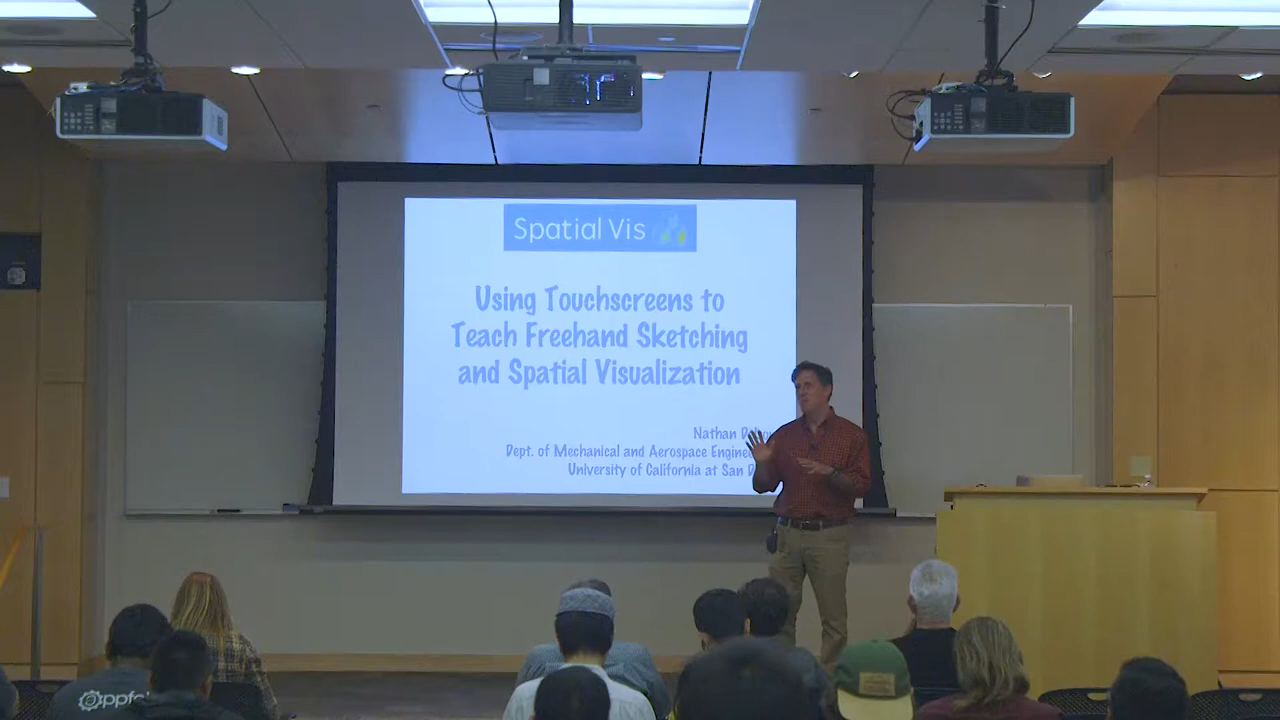 Spatial Vis
Using Touchscreens to
Teach Freehand Sketching
and Spatial Visualization
Nathan
Dept. of Mechanical and Aerospace
University of California at San